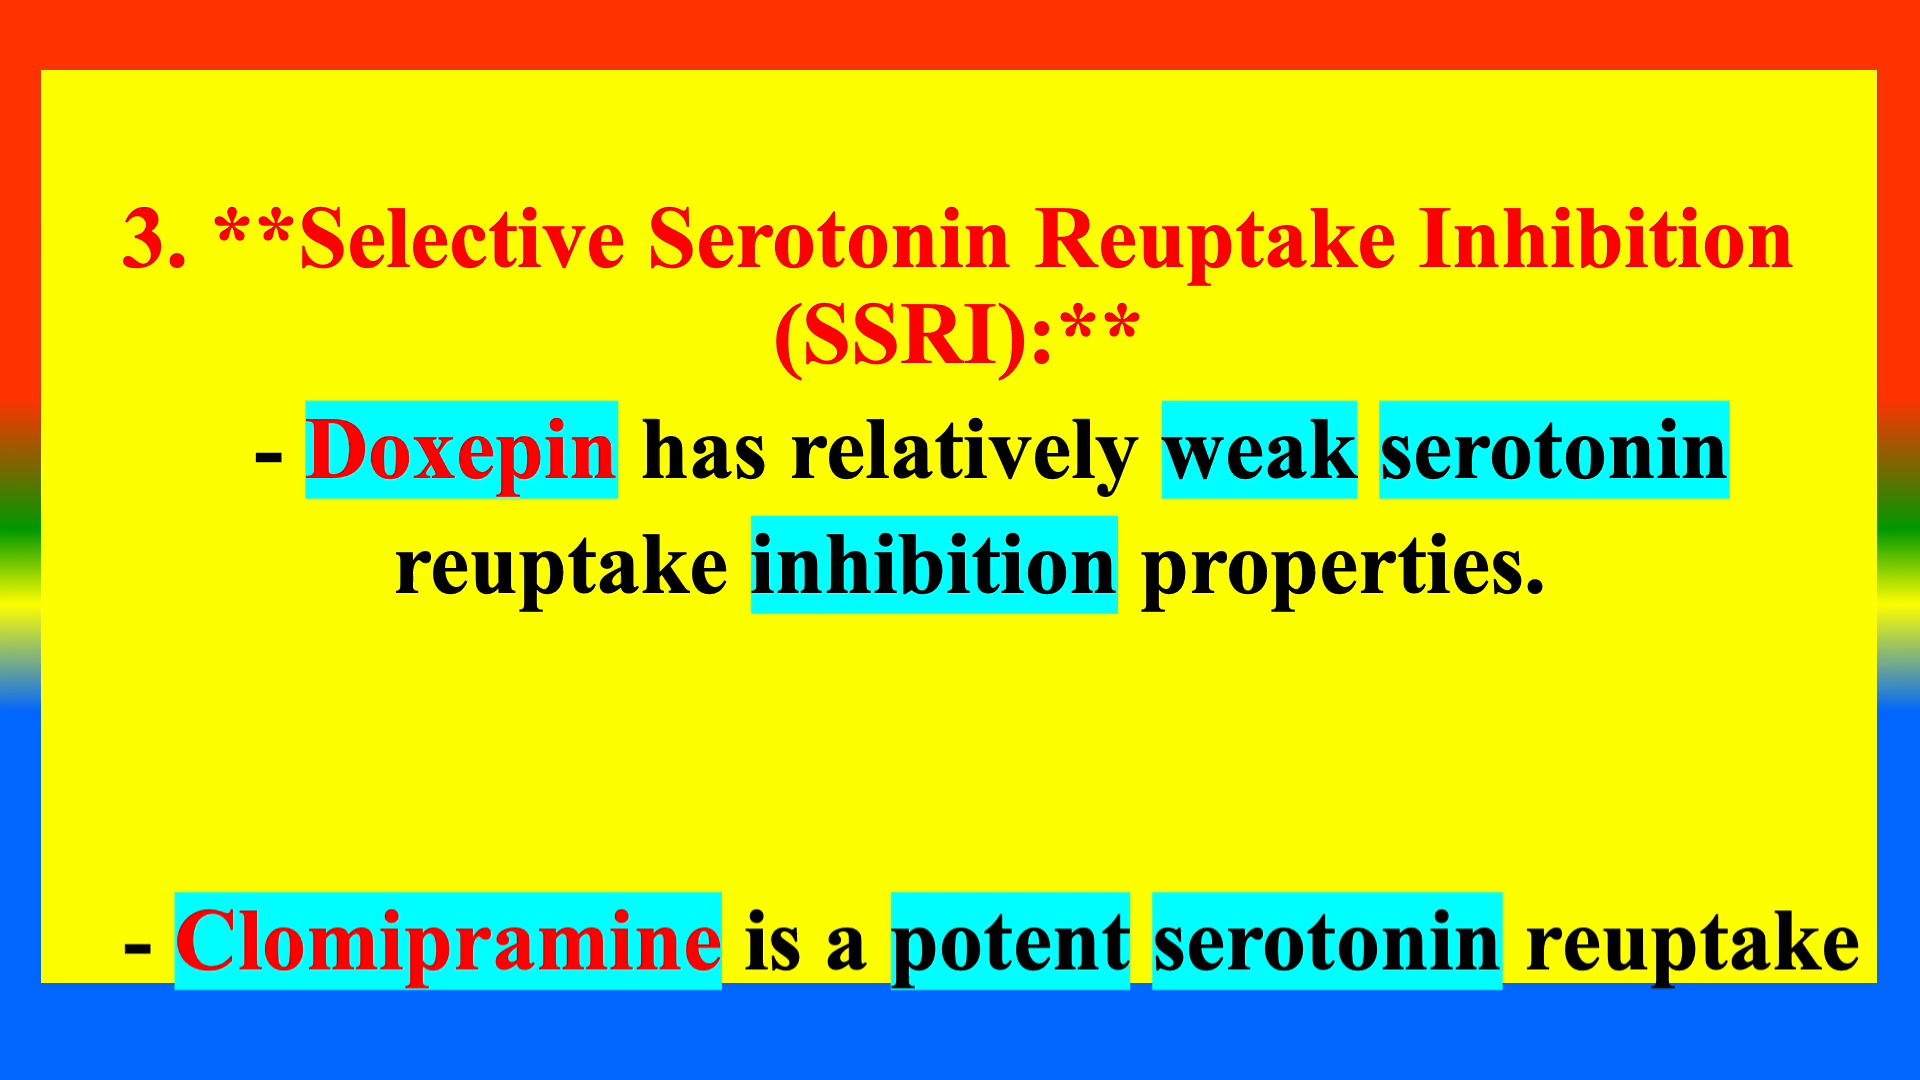 3. **Selective Serotonin Reuptake Inhibition
(SSRI):**
- Doxepin has relatively weak serotonin
reuptake inhibition properties.
- Clomipramine is a potent serotonin reuptake